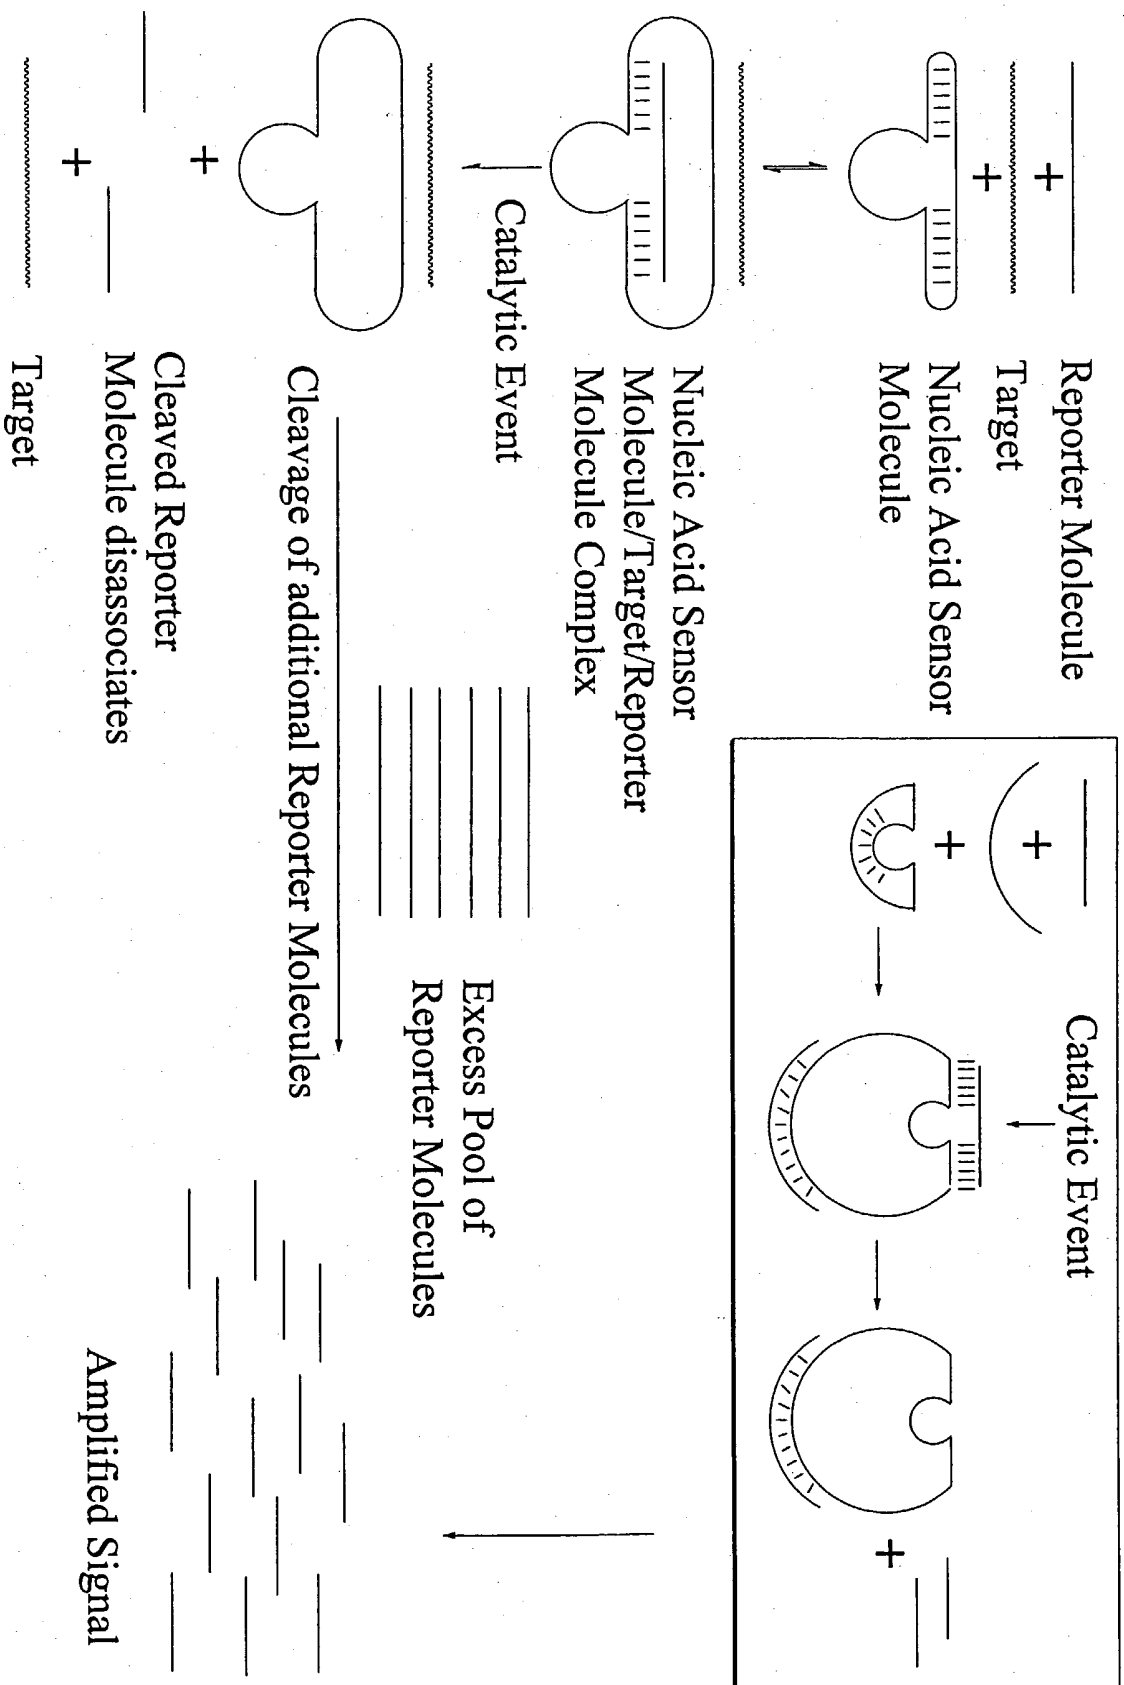 Reporter Molecule
Target
Nucleic Acid Sensor
Molecule
Nucleic Acid Sensor
Molecule/Target/Reporter
Molecule Complex
Catalytic Event
Cleavage of additional Reporter Molecules
Cleaved Reporter
Molecule disassociates
Target
Catalytic Event
Excess Pool of
Reporter Molecules
Amplified Signal